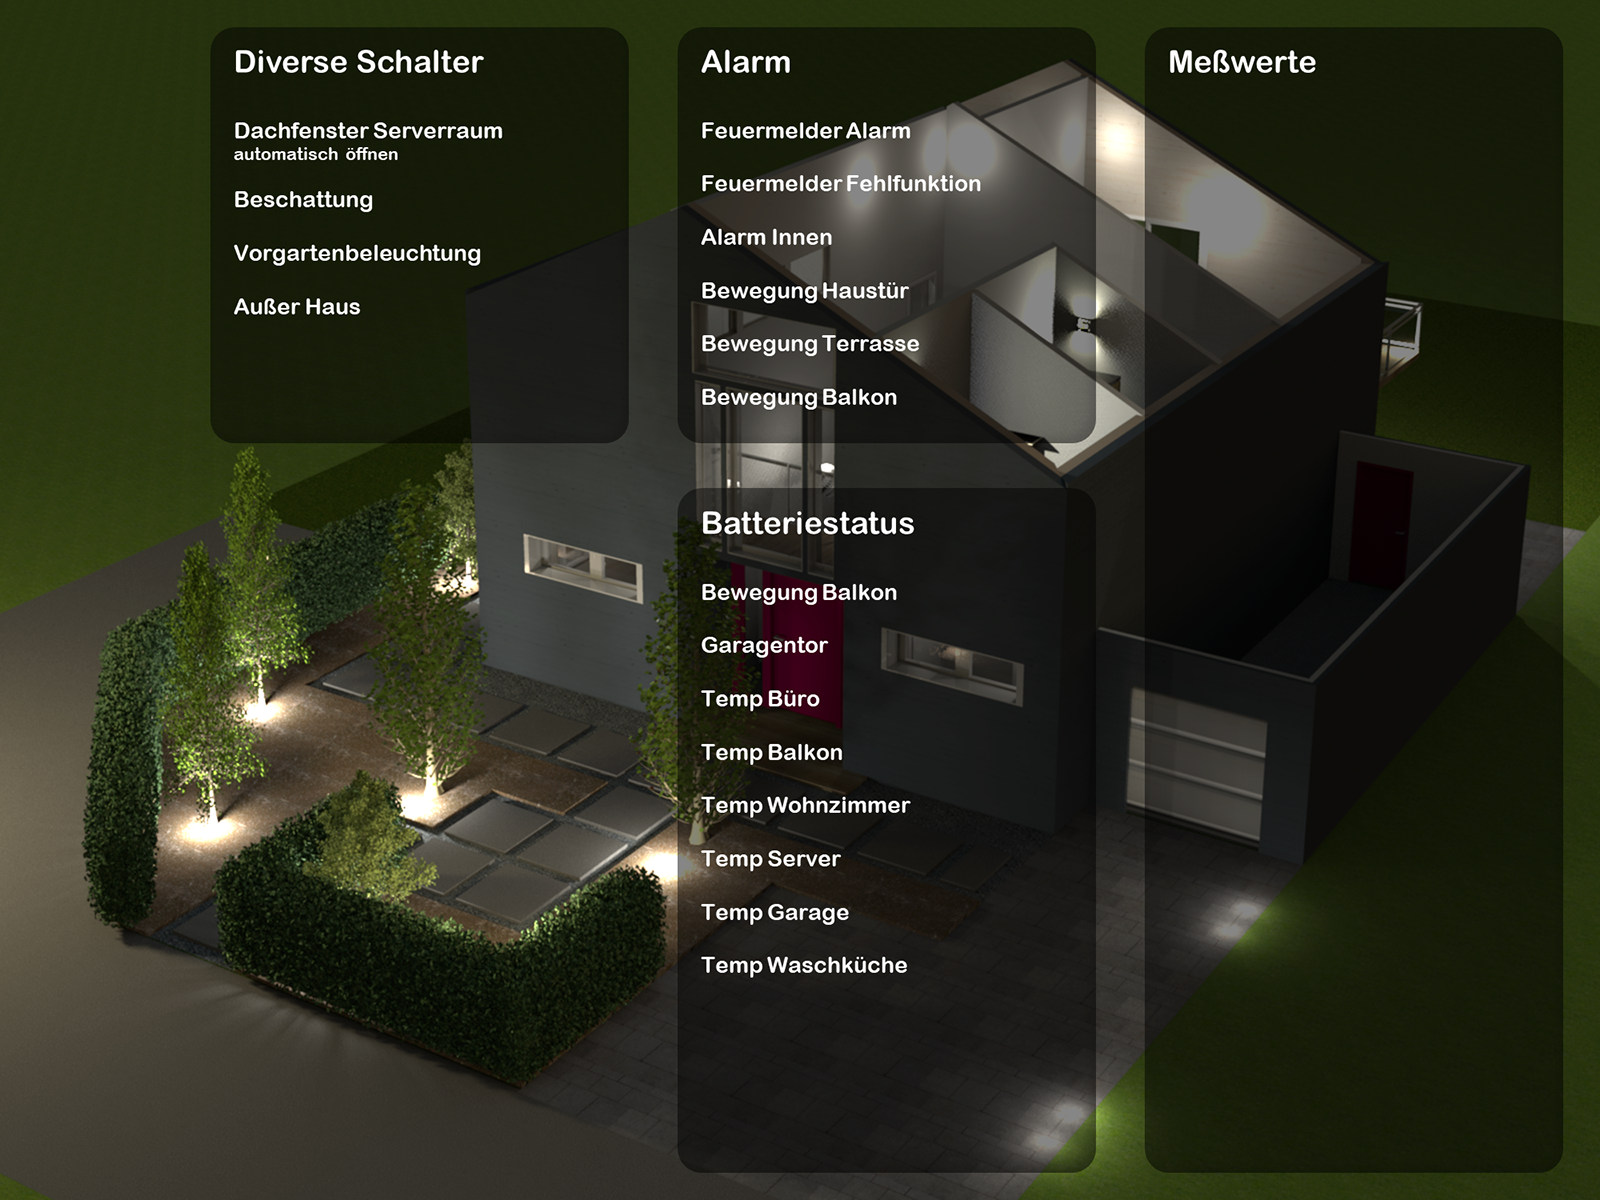 Diverse Schalter
Dachfenster Serverraum
automatisch öffnen
Beschattung
Vorgartenbeleuchtung
Außer Haus
Alarm
Feuermelder Alarm
Feuermelder Fehlfunktion
Alarm Innen
Bewegung Haustür
Bewegung Terrasse
Bewegung Balkon
Batteriestatus
Bewegung Balkon
Garagentor
Temp Büro
Temp Balkon
Temp Wohnzimmer
Temp Server
Temp Garage
Temp Waschküche
Meßwerte